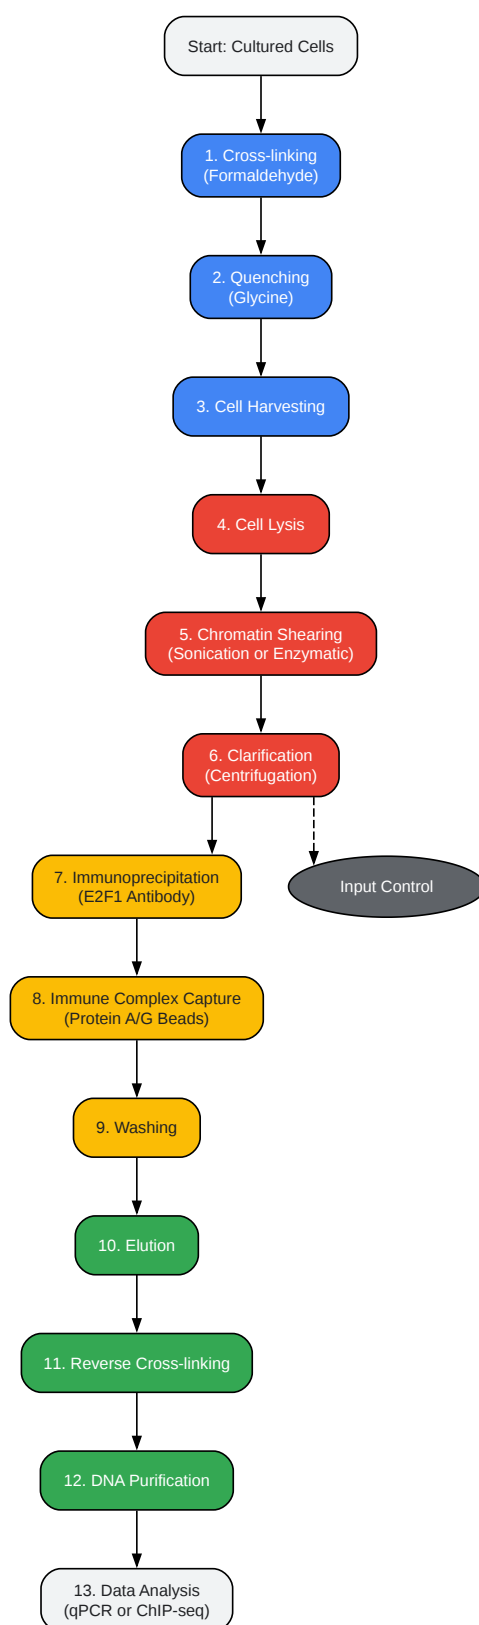 Start: Cultured Cells
1. Cross-linking
(Formaldehyde)
2. Quenching
(Glycine)
3. Cell Harvesting
4. Cell Lysis
5. Chromatin Shearing
(Sonication or Enzymatic)
6. Clarification
(Centrifugation)
7. Immunoprecipitation
(E2F1 Antibody)
Input Control
8. Immune Complex Capture
(Protein A/G Beads)
9. Washing
10. Elution
11. Reverse Cross-linking
12. DNA Purification
13. Data Analysis
(qPCR or ChIP-seq)